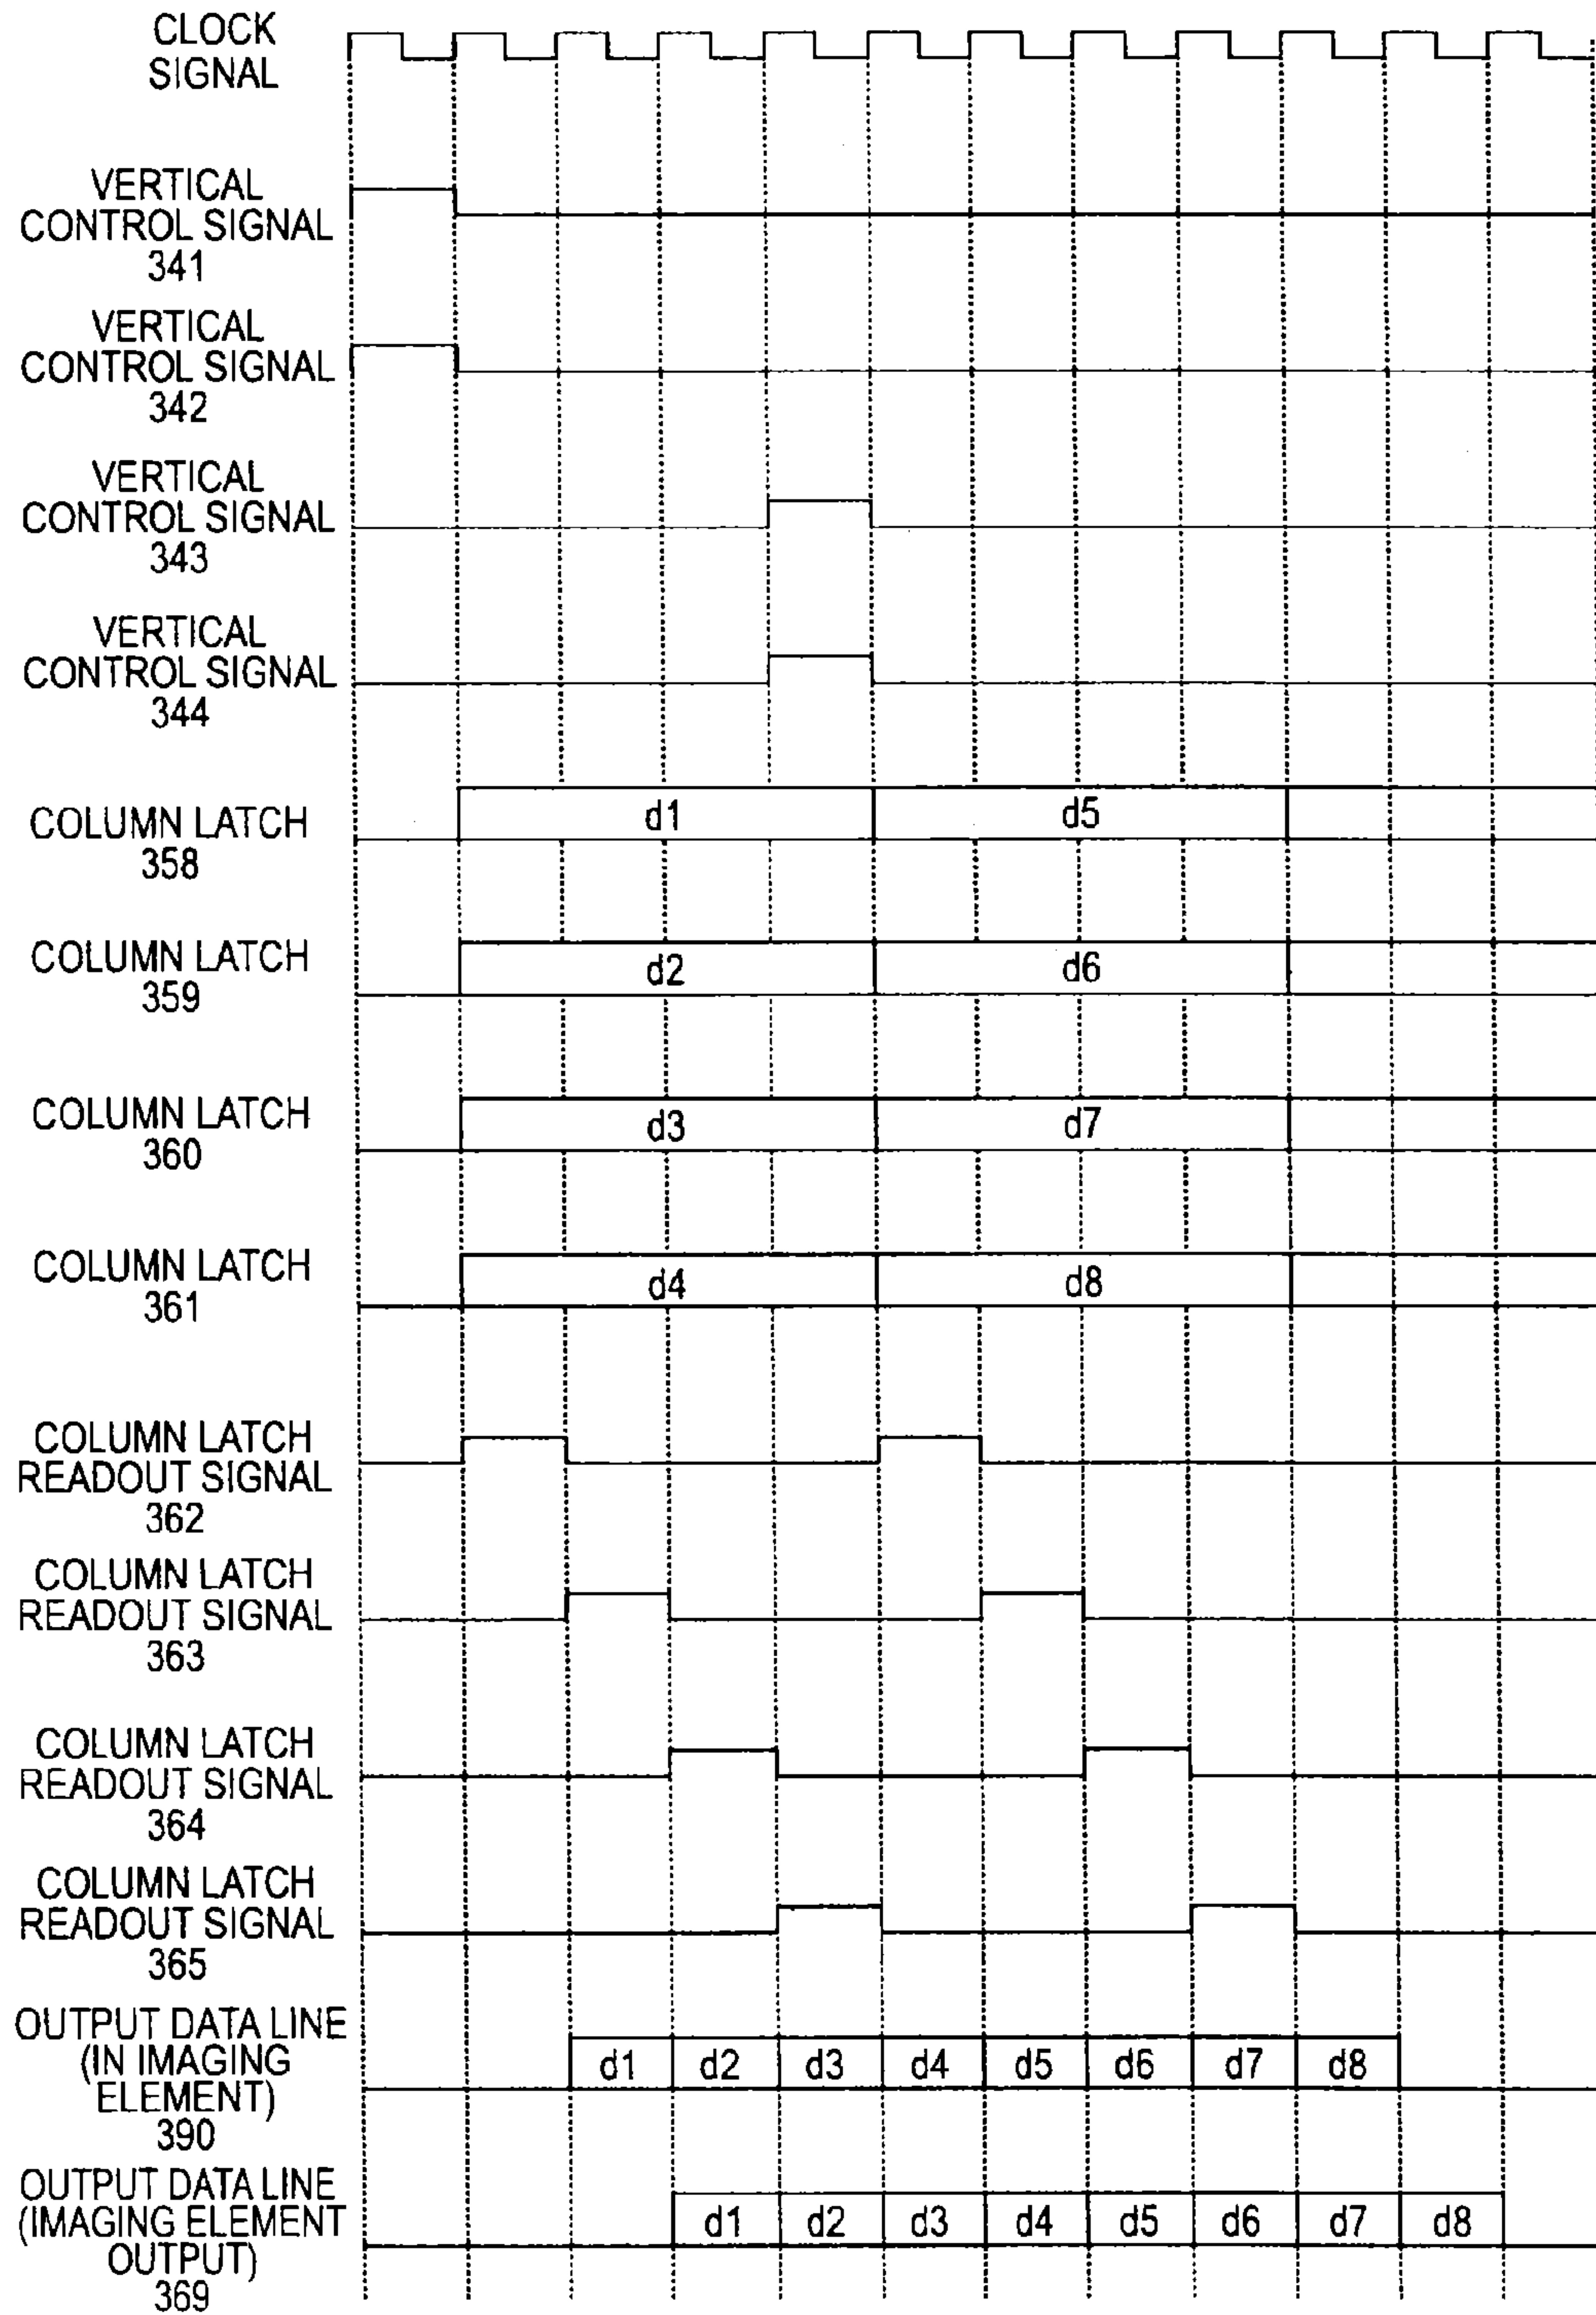 CLOCK
SIGNAL
VERTICAL
CONTROL SIGNAL
341
VERTICAL
CONTROL SIGNAL
342
VERTICAL
CONTROL SIGNAL
343
VERTICAL
CONTROL SIGNAL
344
COLUMN LATCH
358
d1 d5
COLUMN LATCH
359
d2 d6
COLUMN LATCH
360
d3 d7
COLUMN LATCH
361
d4 d8
COLUMN LATCH
READOUT SIGNAL
362
COLUMN LATCH
READOUT SIGNAL
363
COLUMN LATCH
READOUT SIGNAL
364
COLUMN LATCH
READOUT SIGNAL
365
OUTPUT DATA LINE
(IN IMAGING
ELEMENT)
390
d1 d2 d3 d4 d5 d6 d7 d8
OUTPUT DATA LINE
(IMAGING ELEMENT
OUTPUT)
369
d1 d2 d3 d4 d5 d6 d7 d8